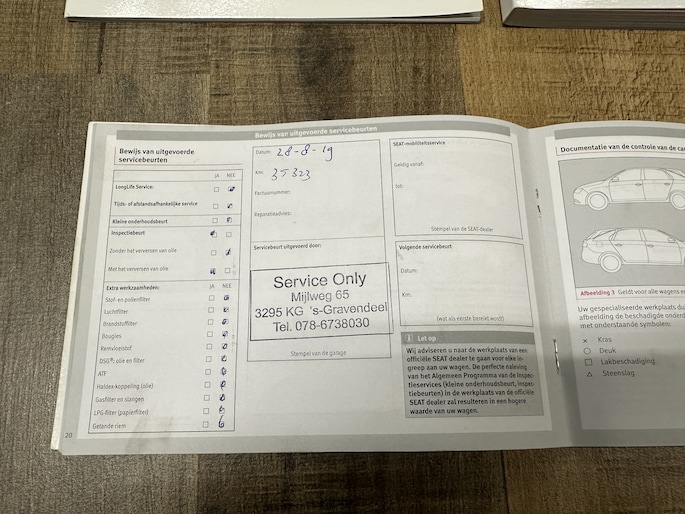 Bewijs van uitgevoerde servicebeurten
Bewijs van uitgevoerde
servicebeurten
JA NEE
LongLife Service:
Tijds- of afstandsafhankelijke service
Kleine onderhoudsbeurt
Inspectiebeurt
Zonder het verversen van olie
Met het verversen van olie
Extra werkzaamheden:
Stof- en pollenfilter
Luchtfilter
Brandstoffilter
Bougies
Remvloeistof
DSG®: olie en filter
ATF
Haldex-koppeling (olie)
Gasfilter en slangen
LPG-filter (papierfilter)
Getande riem
20
Datum: 28-8-19
Km: 35323
Factuurnummer:
Reparatieadvies:
Servicebeurt uitgevoerd door:
Service Only
Mijlweg 65
3295 KG 's-Gravendeel
Tel. 078-6738030
Stempel van de garage
SEAT-mobiliteitsservice
Geldig vanaf:
tot:
Stempel van de SEAT-dealer
Volgende servicebeurt
Datum:
Km:
(wat als eerste bereikt wordt)
i Let op
Wij adviseren u naar de werkplaats van een
officiële SEAT dealer te gaan voor elke in-
greep aan uw wagen. De perfecte naleving
van het Algemeen Programma van de Inspec-
tieservices (kleine onderhoudsbeurt, inspec-
tiebeurten) in de werkplaats van de officiële
SEAT dealer zal resulteren in een hogere
waarde van uw wagen.
Documentatie van de controle van de car
Afbeelding 3 Geldt voor alle wagens e
Uw gespecialiseerde werkplaats du
afbeelding de beschadigde onderd
met onderstaande symbolen:
× Kras
○ Deuk
□ Lakbeschadiging
△ Steenslag